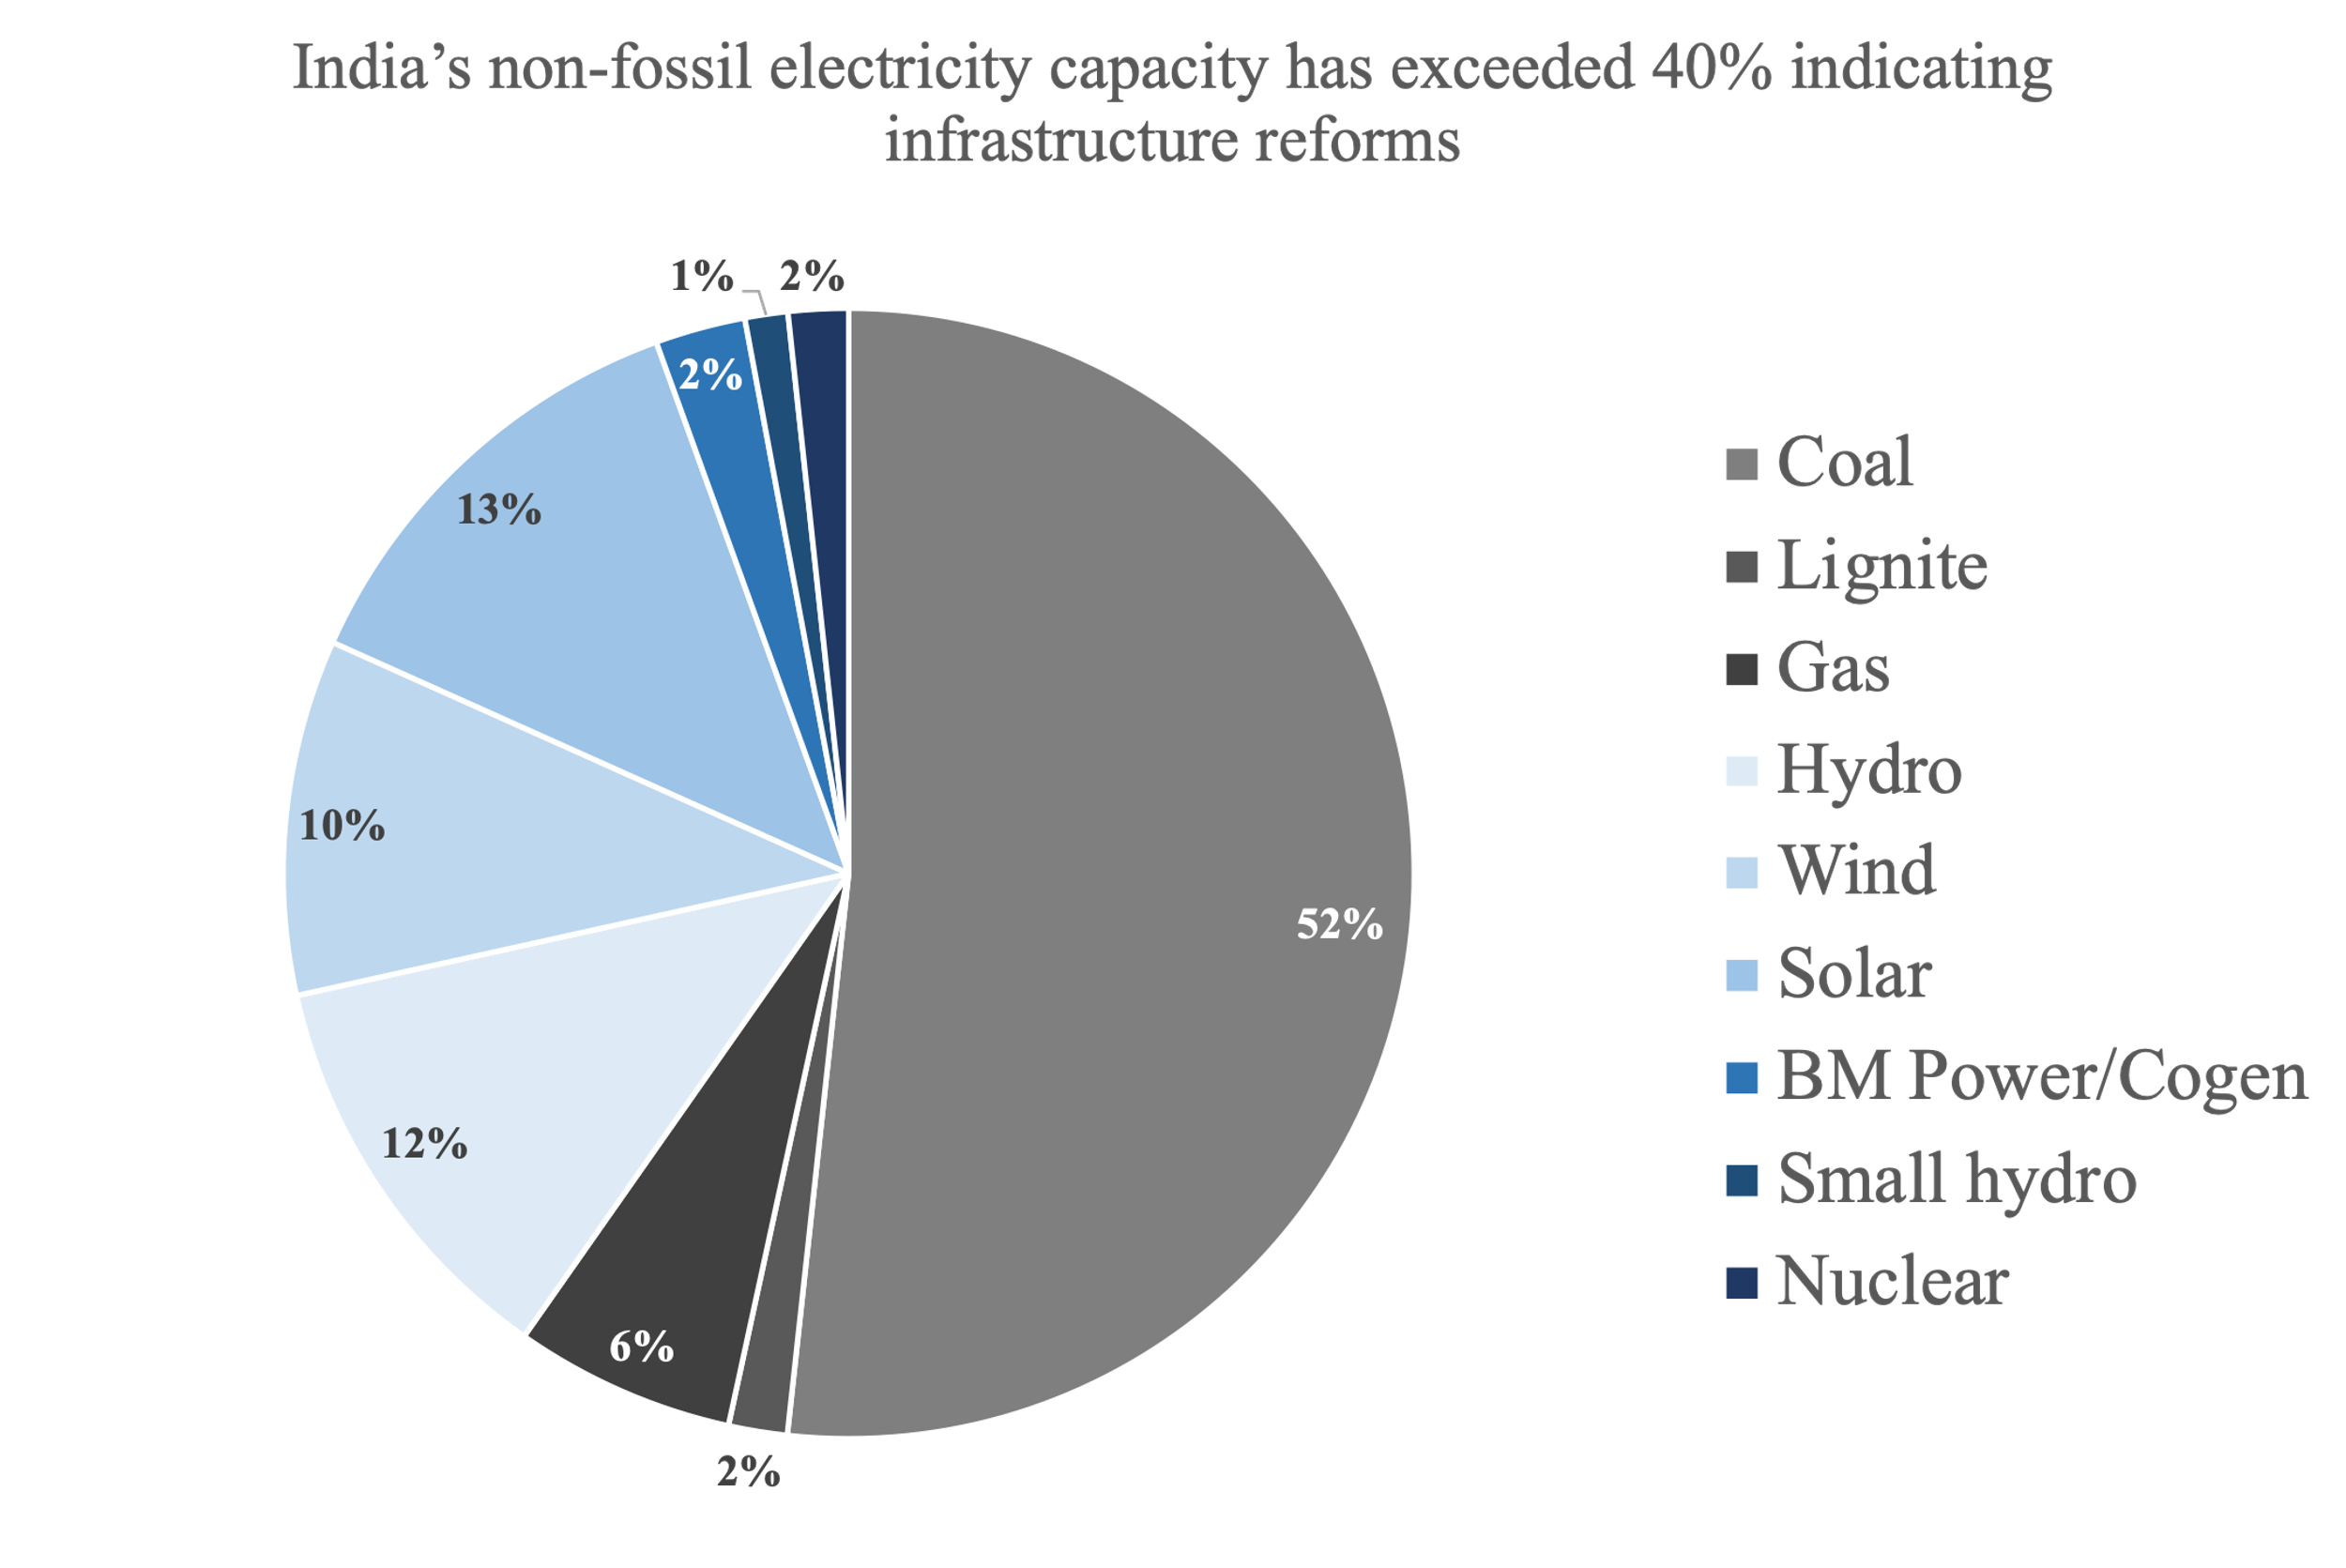 India’s non-fossil electricity capacity has exceeded 40% indicating
infrastructure reforms
1%
2%
2%
13%
10%
52%
12%
6%
2%
Coal
Lignite
Gas
Hydro
Wind
Solar
BM Power/Cogen
Small hydro
Nuclear